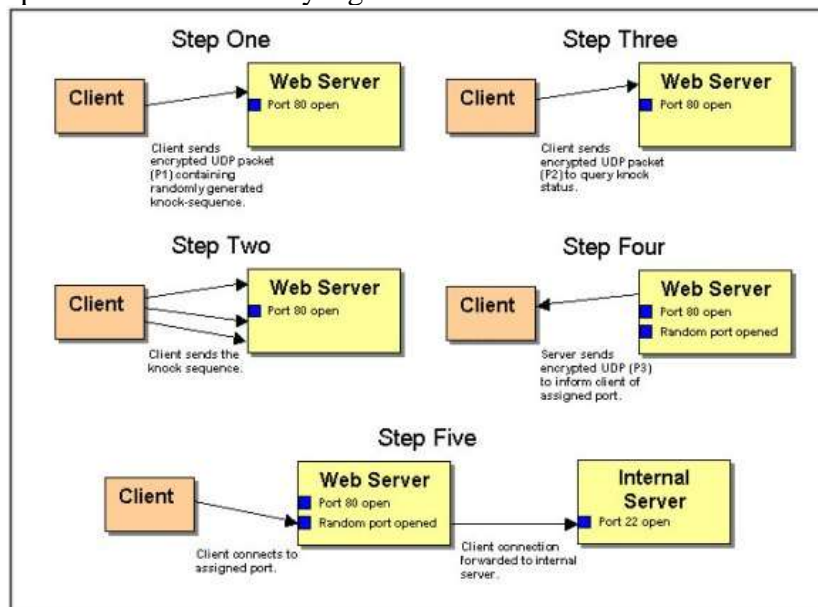 Step One
Client
Web Server
Port 80 open
Client sends
encrypted UDP packet
(P1) containing
randomly generated
knock-sequence.
Step Three
Client
Web Server
Port 80 open
Client sends
encrypted UDP packet
(P2) to query knock
status.
Step Two
Client
Web Server
Port 80 open
Client sends the
knock sequence.
Step Four
Client
Web Server
Port 80 open
Random port opened
Server sends
encrypted UDP (P3)
to inform client of
assigned port.
Step Five
Client
Web Server
Port 80 open
Random port opened
Internal
Server
Port 22 open
Client connects to
assigned port.
Client connection
forwarded to internal
server.